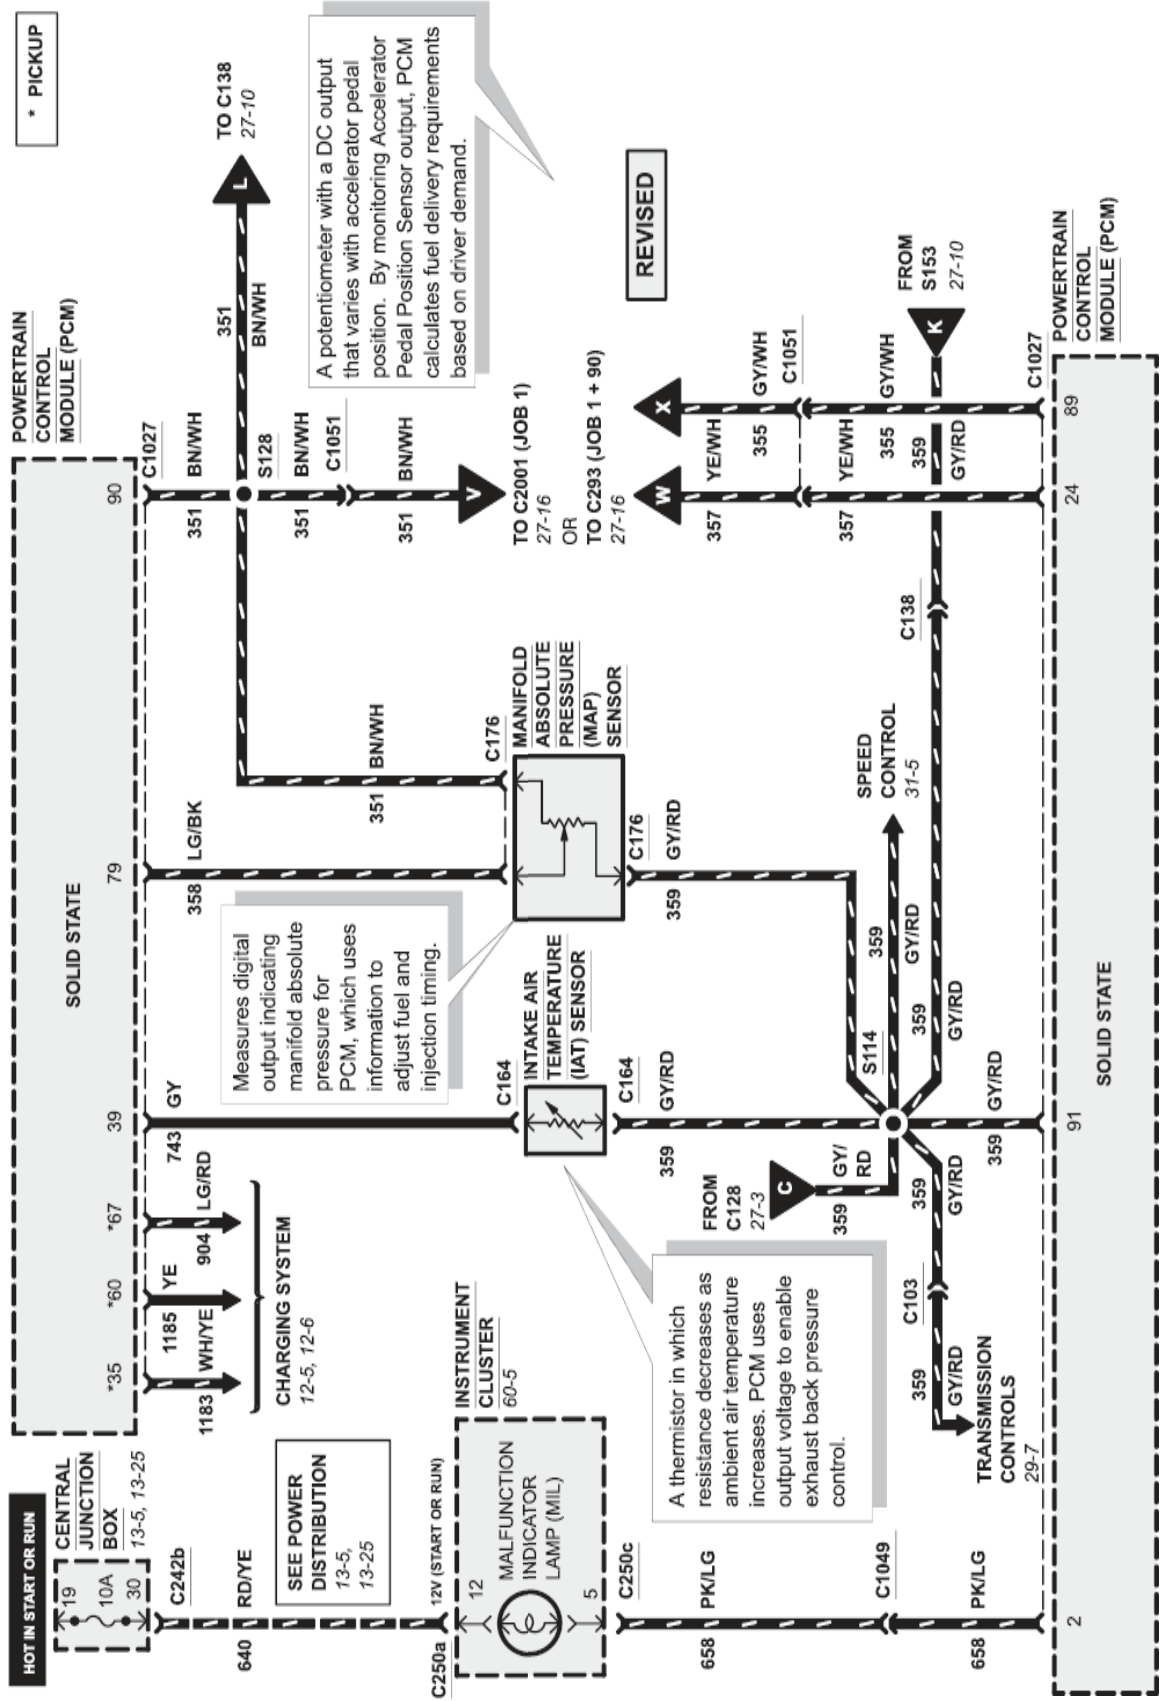 HOT IN START OR RUN
CENTRAL
JUNCTION
BOX
13-5, 13-25
19
10A
30
C242b
640
RD/YE
SEE POWER
DISTRIBUTION
13-5,
13-25
C250a
12V (START OR RUN)
12
MALFUNCTION
INDICATOR
LAMP (MIL)
5
INSTRUMENT
CLUSTER
60-5
C250c
658
PK/LG
C1049
658
PK/LG
2
POWERTRAIN
CONTROL
MODULE (PCM)
SOLID STATE
*35
*60
*67
39
79
90
C1027
1183
WH/YE
1185
YE
904
LG/RD
CHARGING SYSTEM
12-5, 12-6
743
GY
358
LG/BK
351
BN/WH
S128
351
BN/WH
TO C138
27-10
L
* PICKUP
351
BN/WH
C1051
351
BN/WH
V
TO C2001 (JOB 1)
27-16
OR
TO C293 (JOB 1 + 90)
27-16
351
BN/WH
C176
MANIFOLD
ABSOLUTE
PRESSURE
(MAP)
SENSOR
C176
359
GY/RD
Measures digital
output indicating
manifold absolute
pressure for
PCM, which uses
information to
adjust fuel and
injection timing.
C164
INTAKE AIR
TEMPERATURE
(IAT) SENSOR
C164
359
GY/RD
A thermistor in which
resistance decreases as
ambient air temperature
increases. PCM uses
output voltage to enable
exhaust back pressure
control.
A potentiometer with a DC output
that varies with accelerator pedal
position. By monitoring Accelerator
Pedal Position Sensor output, PCM
calculates fuel delivery requirements
based on driver demand.
REVISED
W
357
YE/WH
357
YE/WH
X
355
GY/WH
C1051
355
GY/WH
FROM
S153
27-10
K
359
GY/RD
C138
359
GY/RD
SPEED
CONTROL
31-5
359
GY/RD
S114
FROM
C128
27-3
C
359
GY/
RD
359
GY/RD
C103
359
GY/RD
TRANSMISSION
CONTROLS
29-7
359
GY/RD
91
24
89
C1027
SOLID STATE
POWERTRAIN
CONTROL
MODULE (PCM)